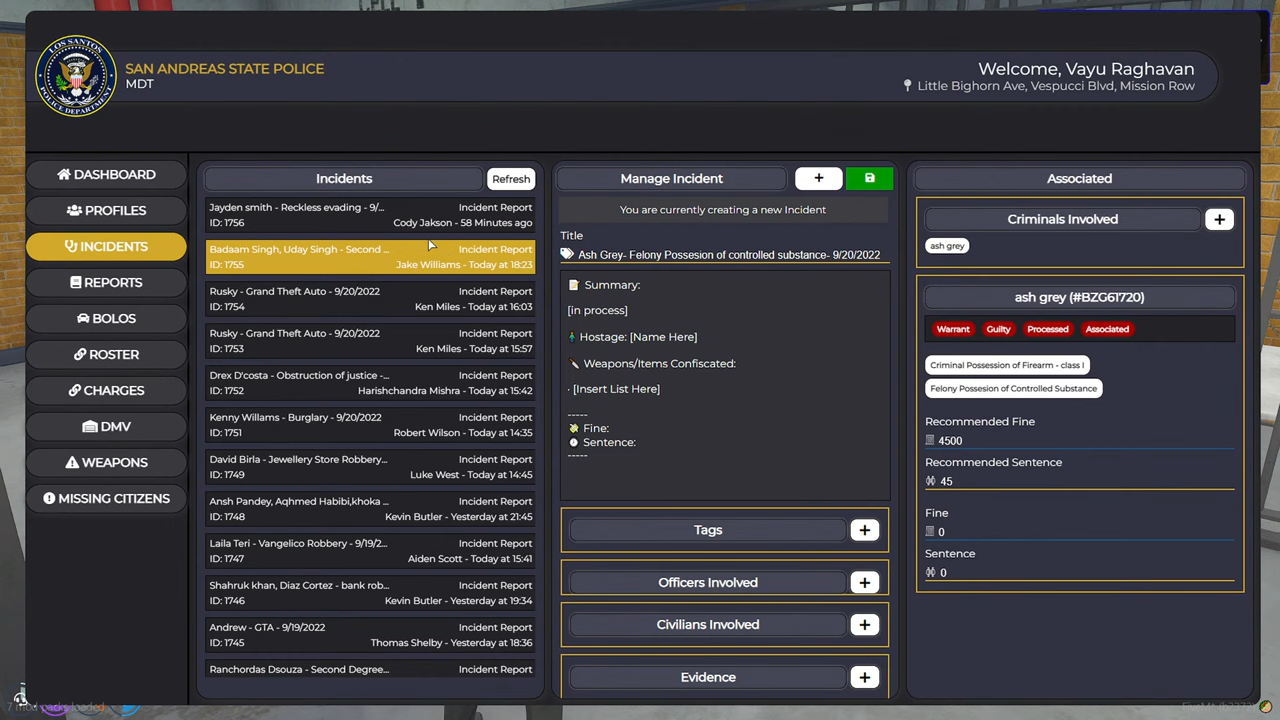 LOS SANTOS
POLICE DEPARTMENT
SAN ANDREAS STATE POLICE
MDT
Welcome, Vayu Raghavan
Little Bighorn Ave, Vespucci Blvd, Mission Row
DASHBOARD
PROFILES
INCIDENTS
REPORTS
BOLOS
ROSTER
CHARGES
DMV
WEAPONS
MISSING CITIZENS
Incidents
Refresh
Jayden smith - Reckless evading - 9/... Incident Report
ID: 1756 Cody Jakson - 58 Minutes ago
Badaam Singh, Uday Singh - Second ... Incident Report
ID: 1755 Jake Williams - Today at 18:23
Rusky - Grand Theft Auto - 9/20/2022 Incident Report
ID: 1754 Ken Miles - Today at 16:03
Rusky - Grand Theft Auto - 9/20/2022 Incident Report
ID: 1753 Ken Miles - Today at 15:57
Drex D'costa - Obstruction of justice -... Incident Report
ID: 1752 Harishchandra Mishra - Today at 15:42
Kenny Willams - Burglary - 9/20/2022 Incident Report
ID: 1751 Robert Wilson - Today at 14:35
David Birla - Jewellery Store Robbery... Incident Report
ID: 1749 Luke West - Today at 14:45
Ansh Pandey, Aqhmed Habibi,khoka ... Incident Report
ID: 1748 Kevin Butler - Yesterday at 21:45
Laila Teri - Vangelico Robbery - 9/19/2... Incident Report
ID: 1747 Aiden Scott - Today at 15:41
Shahruk khan, Diaz Cortez - bank rob... Incident Report
ID: 1746 Kevin Butler - Yesterday at 19:34
Andrew - GTA - 9/19/2022 Incident Report
ID: 1745 Thomas Shelby - Yesterday at 18:36
Ranchordas Dsouza - Second Degree... Incident Report
Manage Incident
+
You are currently creating a new Incident
Title
Ash Grey- Felony Possesion of controlled substance- 9/20/2022
Summary:
[in process]
Hostage: [Name Here]
Weapons/Items Confiscated:
· [Insert List Here]
-----
Fine:
Sentence:
-----
Tags +
Officers Involved +
Civilians Involved +
Evidence +
Associated
Criminals Involved +
ash grey
ash grey (#BZG61720)
Warrant Guilty Processed Associated
Criminal Possession of Firearm - class I
Felony Possesion of Controlled Substance
Recommended Fine
4500
Recommended Sentence
45
Fine
0
Sentence
0
7 mod packs loaded